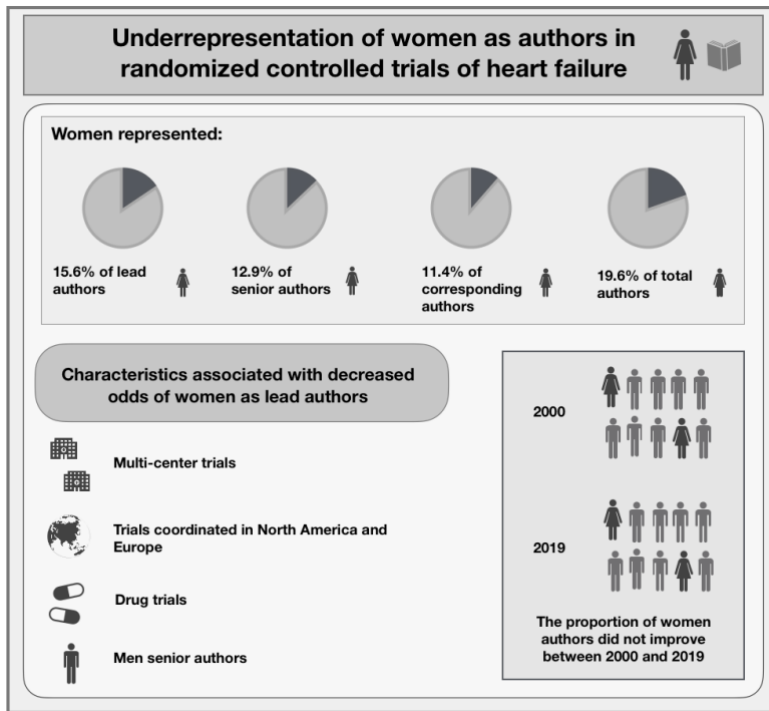 Underrepresentation of women as authors in
randomized controlled trials of heart failure
Women represented:
15.6% of lead
authors
12.9% of
senior authors
11.4% of
corresponding
authors
19.6% of total
authors
Characteristics associated with decreased
odds of women as lead authors
Multi-center trials
Trials coordinated in North America and
Europe
Drug trials
Men senior authors
2000
2019
The proportion of women
authors did not improve
between 2000 and 2019